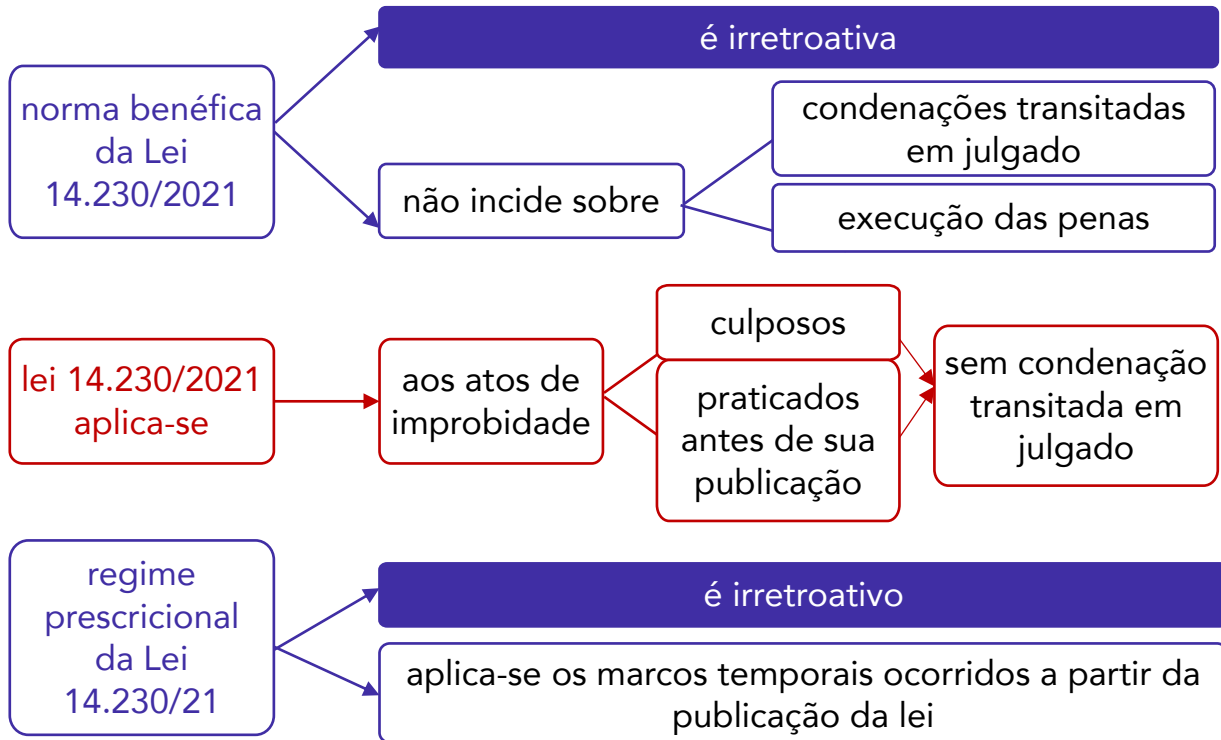 é irretroativa
norma benéfica
da Lei
14.230/2021
não incide sobre
condenações transitadas
em julgado
execução das penas
lei 14.230/2021
aplica-se
aos atos de
improbidade
culposos
praticados
antes de sua
publicação
sem condenação
transitada em
julgado
regime
prescricional
da Lei
14.230/21
é irretroativo
aplica-se os marcos temporais ocorridos a partir da
publicação da lei